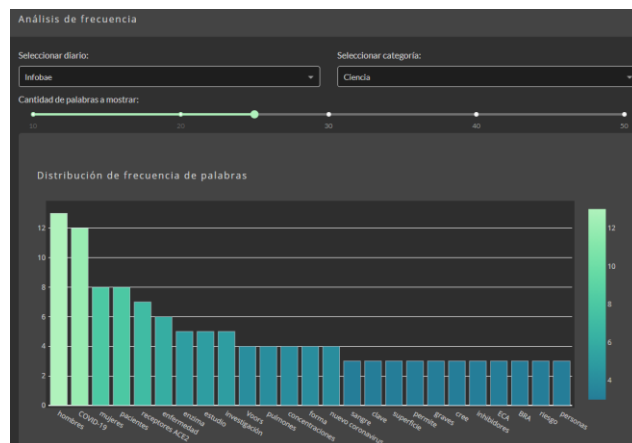 Análisis de frecuencia
Seleccionar diario: Seleccionar categoría:
Infobae Ciencia
Cantidad de palabras a mostrar:
10 20 30 40 50
Distribución de frecuencia de palabras
12
10
8
6
4
2
0
12
10
8
6
4
hombres
COVID-19
mujeres
pacientes
receptores ACE2
enfermedad
enzima
estudio
investigación
Voors
pulmones
concentraciones
forma
nuevo coronavirus
sangre
clave
superficie
permite
graves
cree
inhibidores
ECA
BRA
riesgo
personas